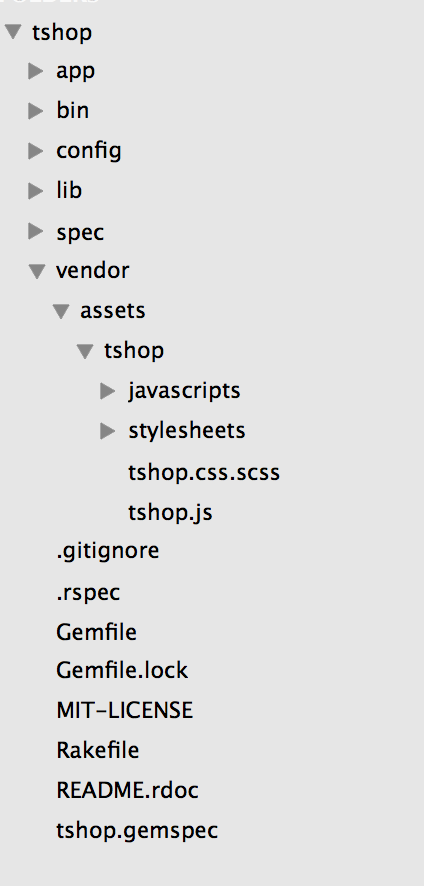 FOLDERS
tshop
app
bin
config
lib
spec
vendor
assets
tshop
javascripts
stylesheets
tshop.css.scss
tshop.js
.gitignore
.rspec
Gemfile
Gemfile.lock
MIT-LICENSE
Rakefile
README.rdoc
tshop.gemspec